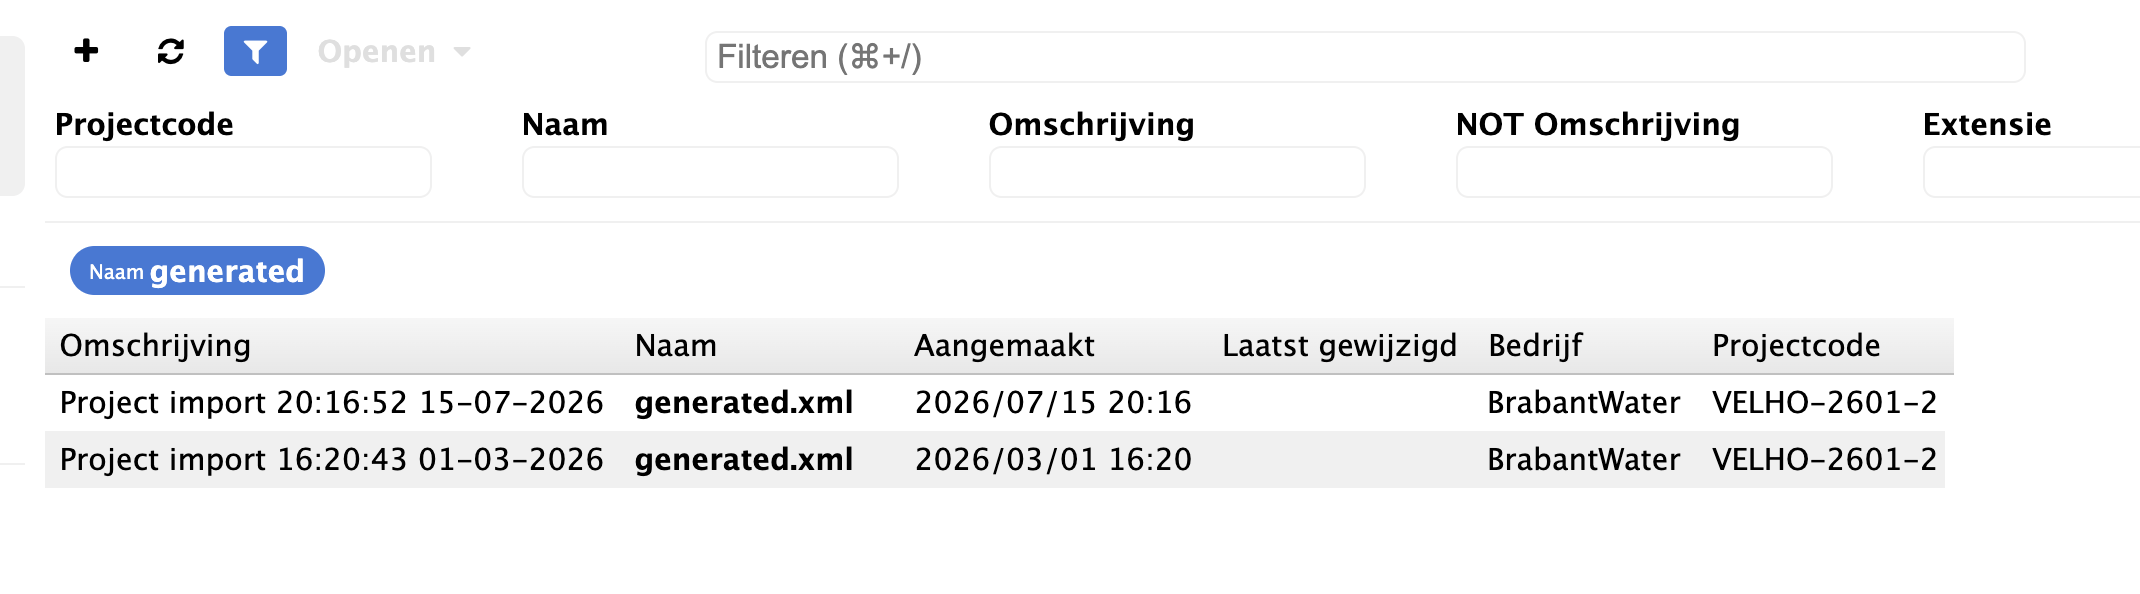 Openen
Filteren (⌘+/)
Projectcode Naam Omschrijving NOT Omschrijving Extensie
Naam generated
Omschrijving Naam Aangemaakt Laatst gewijzigd Bedrijf Projectcode
Project import 20:16:52 15-07-2026 generated.xml 2026/07/15 20:16 BrabantWater VELHO-2601-2
Project import 16:20:43 01-03-2026 generated.xml 2026/03/01 16:20 BrabantWater VELHO-2601-2